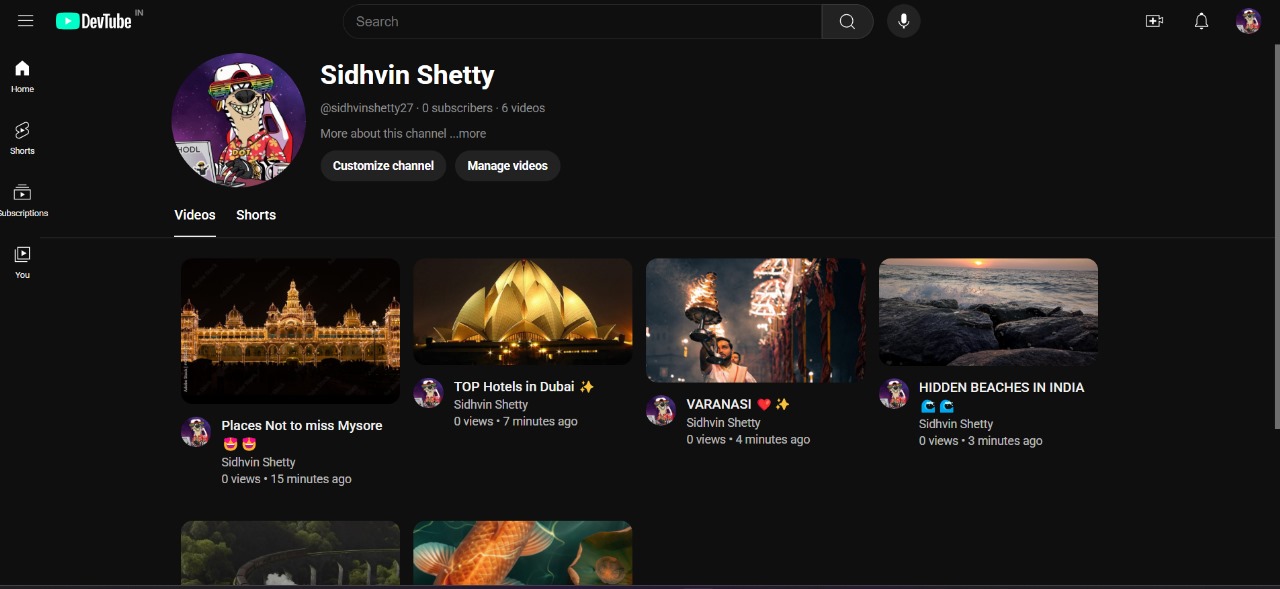 DevTube IN
Search
Home
Shorts
Subscriptions
You
Sidhvin Shetty
@sidhvinshetty27 · 0 subscribers · 6 videos
More about this channel ...more
Customize channel
Manage videos
HODL
DOT
Videos
Shorts
Places Not to miss Mysore
🤩🤩
Sidhvin Shetty
0 views • 15 minutes ago
TOP Hotels in Dubai ✨
Sidhvin Shetty
0 views • 7 minutes ago
VARANASI ❤️✨
Sidhvin Shetty
0 views • 4 minutes ago
HIDDEN BEACHES IN INDIA
🌊🌊
Sidhvin Shetty
0 views • 3 minutes ago